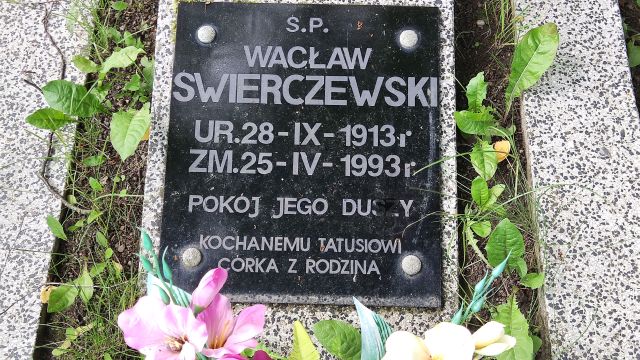 Ś.P.
WACŁAW
SWIERCZEWSKI
UR.28-IX-1913r
ZM.25-IV-1993r.
POKÓJ JEGO DUSZY
KOCHANEMU TATUSIOWI
CÓRKA Z RODZINĄ